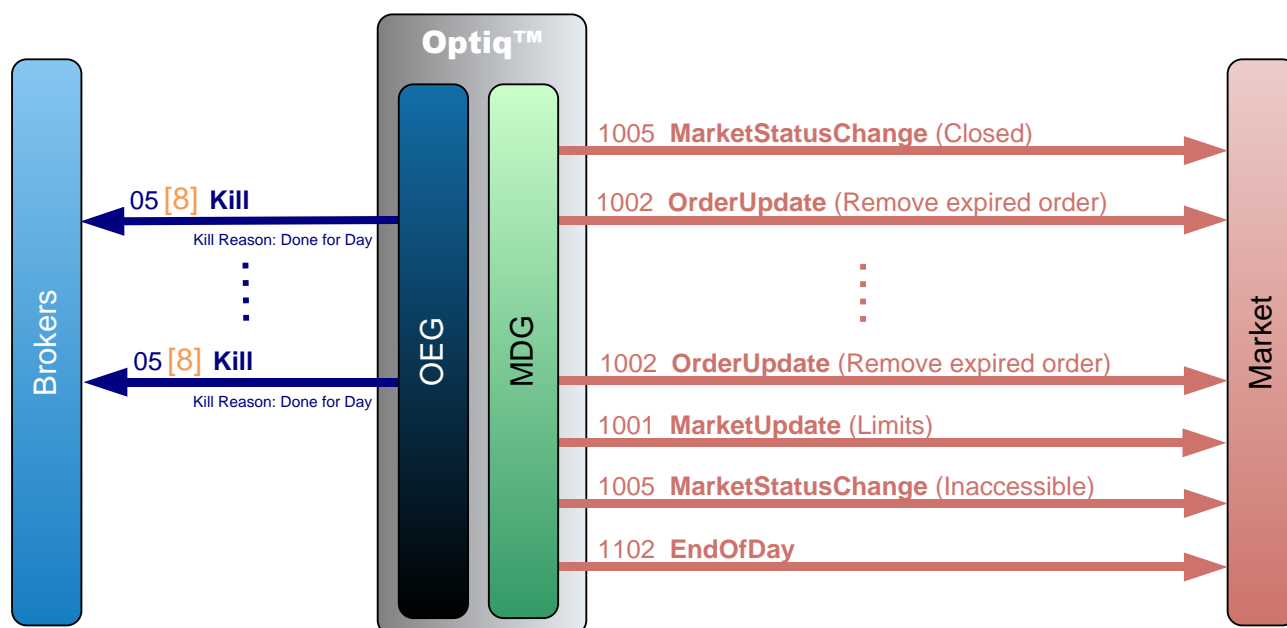 Optiq™
1005 MarketStatusChange (Closed)
05 [8] Kill
1002 OrderUpdate (Remove expired order)
Kill Reason: Done for Day
Brokers
OEG
MDG
Market
05 [8] Kill
1002 OrderUpdate (Remove expired order)
Kill Reason: Done for Day
1001 MarketUpdate (Limits)
1005 MarketStatusChange (Inaccessible)
1102 EndOfDay